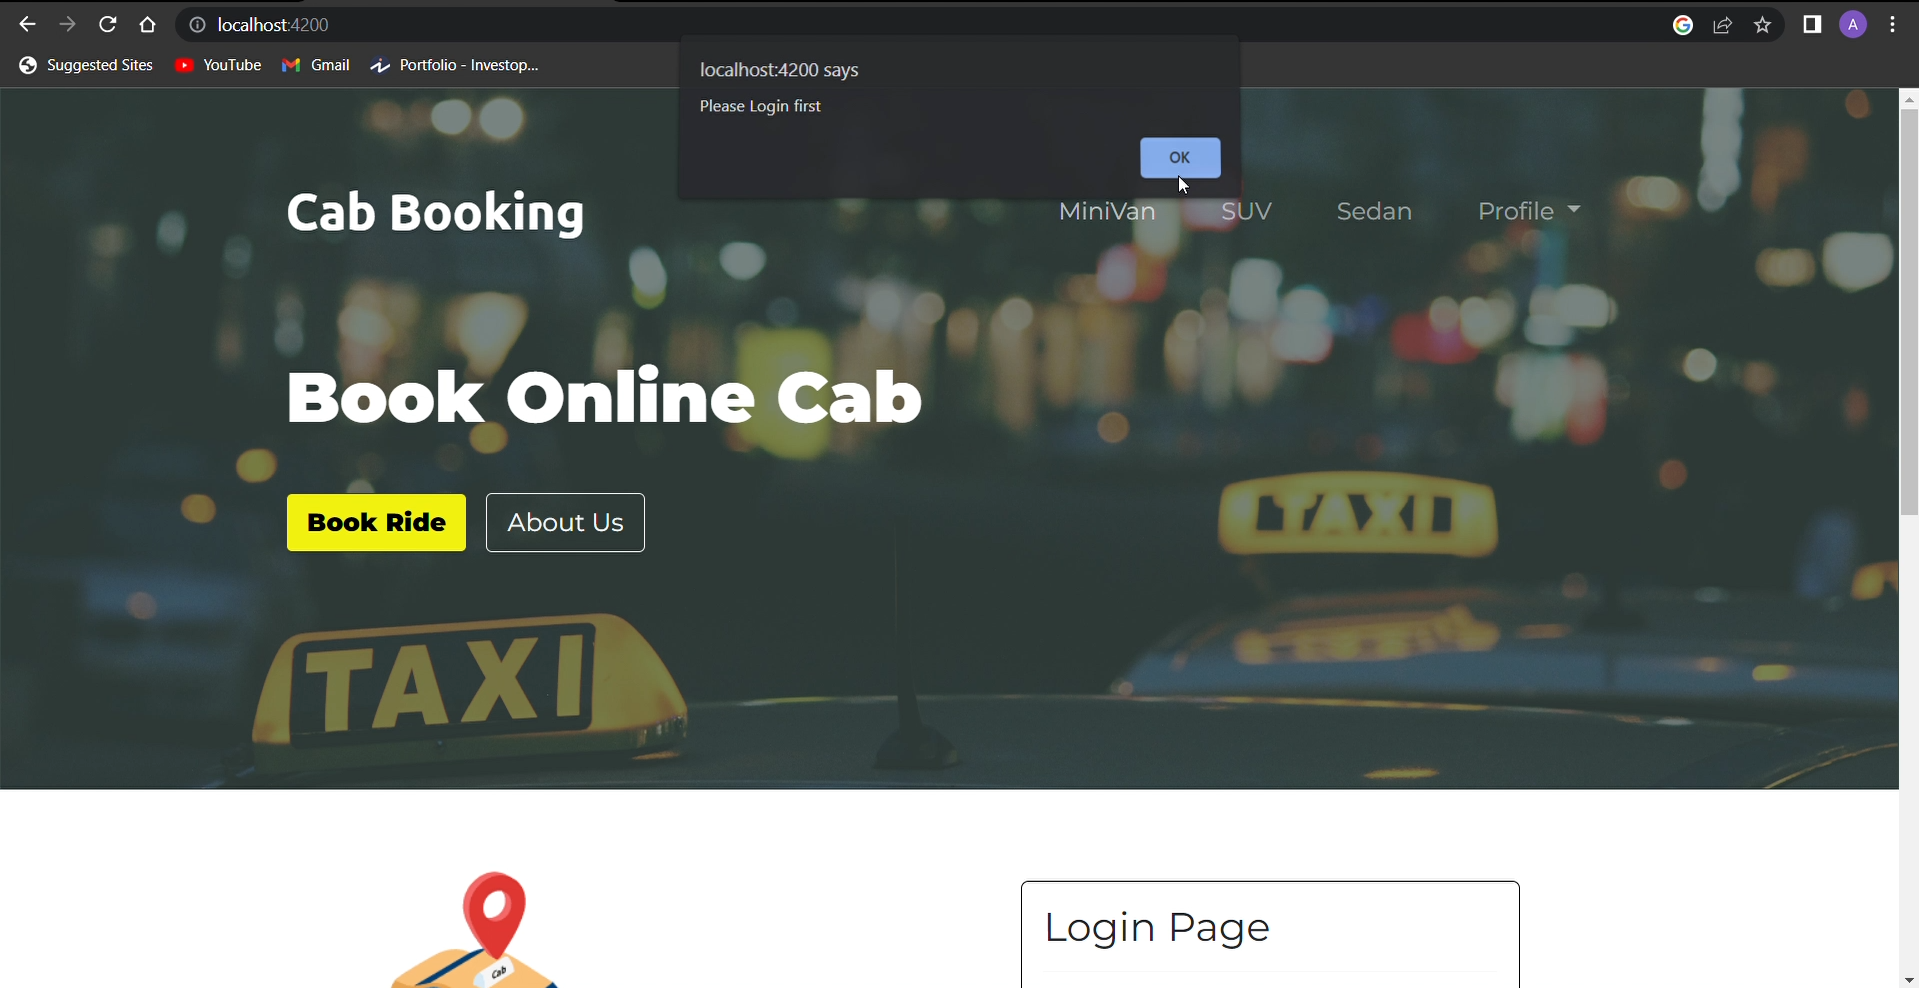 localhost:4200
Suggested Sites
YouTube
Gmail
Portfolio - Investop...
A
localhost:4200 says
Please Login first
OK
Cab Booking
MiniVan
SUV
Sedan
Profile
Book Online Cab
Book Ride
About Us
TAXI
TAXI
Login Page
Cab